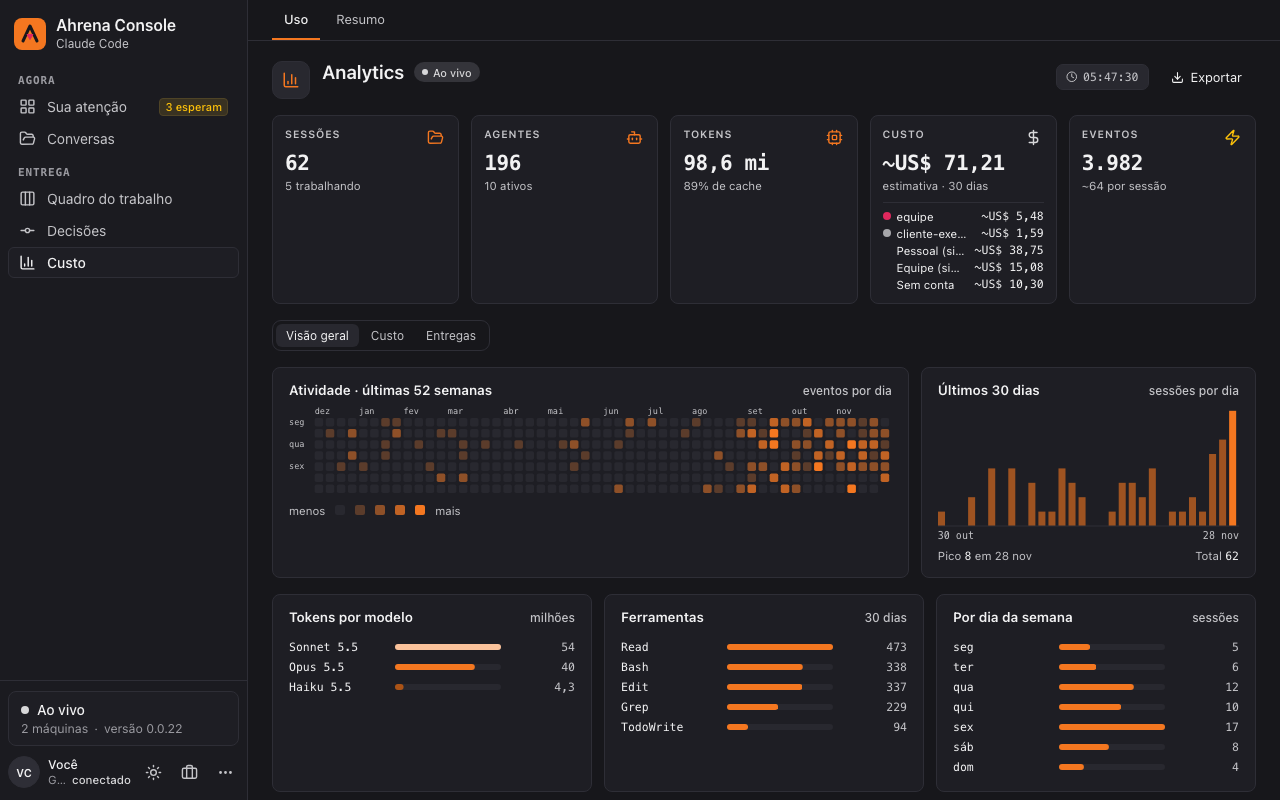 Ahrena Console
Claude Code
AGORA
Sua atenção
3 esperam
Conversas
ENTREGA
Quadro do trabalho
Decisões
Custo
Ao vivo
2 máquinas · versão 0.0.22
VC
Você
G... conectado
Uso
Resumo
Analytics
Ao vivo
05:47:30
Exportar
SESSÕES
62
5 trabalhando
AGENTES
196
10 ativos
TOKENS
98,6 mi
89% de cache
CUSTO
~US$ 71,21
estimativa · 30 dias
equipe ~US$ 5,48
cliente-exe... ~US$ 1,59
Pessoal (si... ~US$ 38,75
Equipe (si... ~US$ 15,08
Sem conta ~US$ 10,30
EVENTOS
3.982
~64 por sessão
Visão geral
Custo
Entregas
Atividade · últimas 52 semanas
eventos por dia
dez jan fev mar abr mai jun jul ago set out nov
seg
qua
sex
menos
mais
Últimos 30 dias
sessões por dia
30 out
28 nov
Pico 8 em 28 nov
Total 62
Tokens por modelo
milhões
Sonnet 5.5 54
Opus 5.5 40
Haiku 5.5 4,3
Ferramentas
30 dias
Read 473
Bash 338
Edit 337
Grep 229
TodoWrite 94
Por dia da semana
sessões
seg 5
ter 6
qua 12
qui 10
sex 17
sáb 8
dom 4